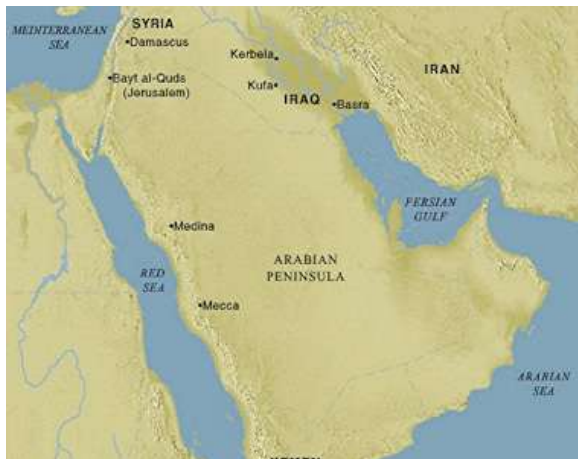 SYRIA
MEDITERRANEAN
SEA
Damascus
Kerbela
IRAN
Bayt al-Quds
(Jerusalem)
Kufa
IRAQ
Basra
PERSIAN
GULF
Medina
ARABIAN
PENINSULA
RED
SEA
Mecca
ARABIAN
SEA